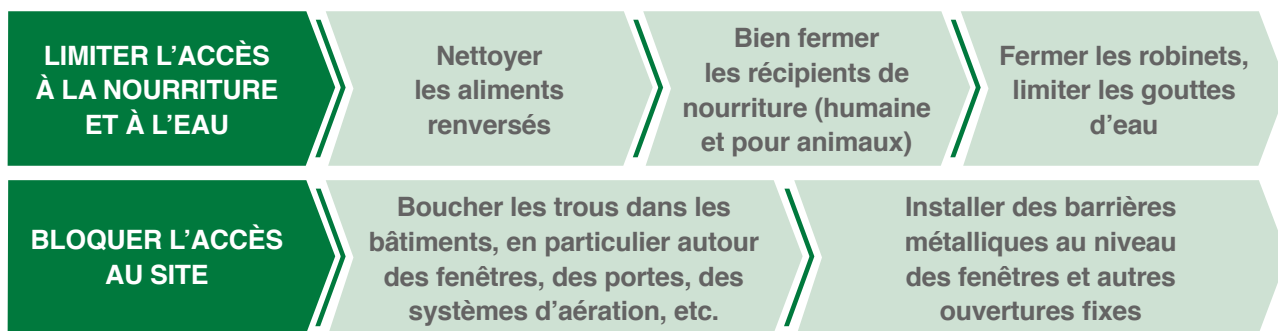 LIMITER L'ACCÈS
À LA NOURRITURE
ET À L'EAU
Nettoyer
les aliments
renversés
Bien fermer
les récipients de
nourriture (humaine
et pour animaux)
Fermer les robinets,
limiter les gouttes
d'eau
BLOQUER L'ACCÈS
AU SITE
Boucher les trous dans les
bâtiments, en particulier autour
des fenêtres, des portes, des
systèmes d'aération, etc.
Installer des barrières
métalliques au niveau
des fenêtres et autres
ouvertures fixes